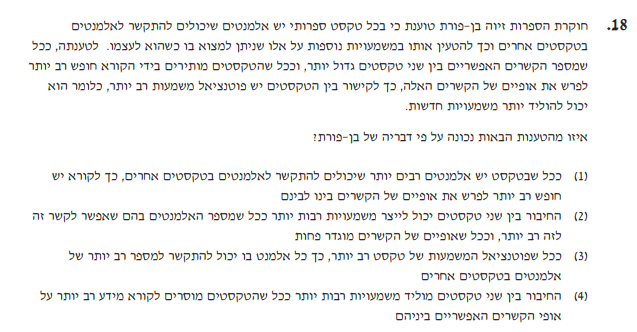 18. חוקרת הספרות זיוה בן-פורת טוענת כי בכל טקסט ספרותי יש אלמנטים שיכולים להתקשר לאלמנטים
בטקסטים אחרים וכך להטעין אותו במשמעויות נוספות על אלו שניתן למצוא בו כשהוא לעצמו. לטענתה, ככל
שמספר הקשרים האפשריים בין שני טקסטים גדול יותר, וככל שהטקסטים מותירים בידי הקורא חופש רב יותר
לפרש את אופיים של הקשרים האלה, כך לקישור בין הטקסטים יש פוטנציאל משמעות רב יותר, כלומר הוא
יכול להוליד יותר משמעויות חדשות.
איזו מהטענות הבאות נכונה על פי דבריה של בן-פורת?
(1) ככל שבטקסט יש אלמנטים רבים יותר שיכולים להתקשר לאלמנטים בטקסטים אחרים, כך לקורא יש
חופש רב יותר לפרש את אופיים של הקשרים בינו לבינם
(2) החיבור בין שני טקסטים יכול לייצר משמעויות רבות יותר ככל שמספר האלמנטים בהם שאפשר לקשר זה
לזה רב יותר, וככל שאופיים של הקשרים מוגדר פחות
(3) ככל שפוטנציאל המשמעות של טקסט רב יותר, כך כל אלמנט בו יכול להתקשר למספר רב יותר של
אלמנטים בטקסטים אחרים
(4) החיבור בין שני טקסטים מוליד משמעויות רבות יותר ככל שהטקסטים מוסרים לקורא מידע רב יותר על
אופי הקשרים האפשריים ביניהם